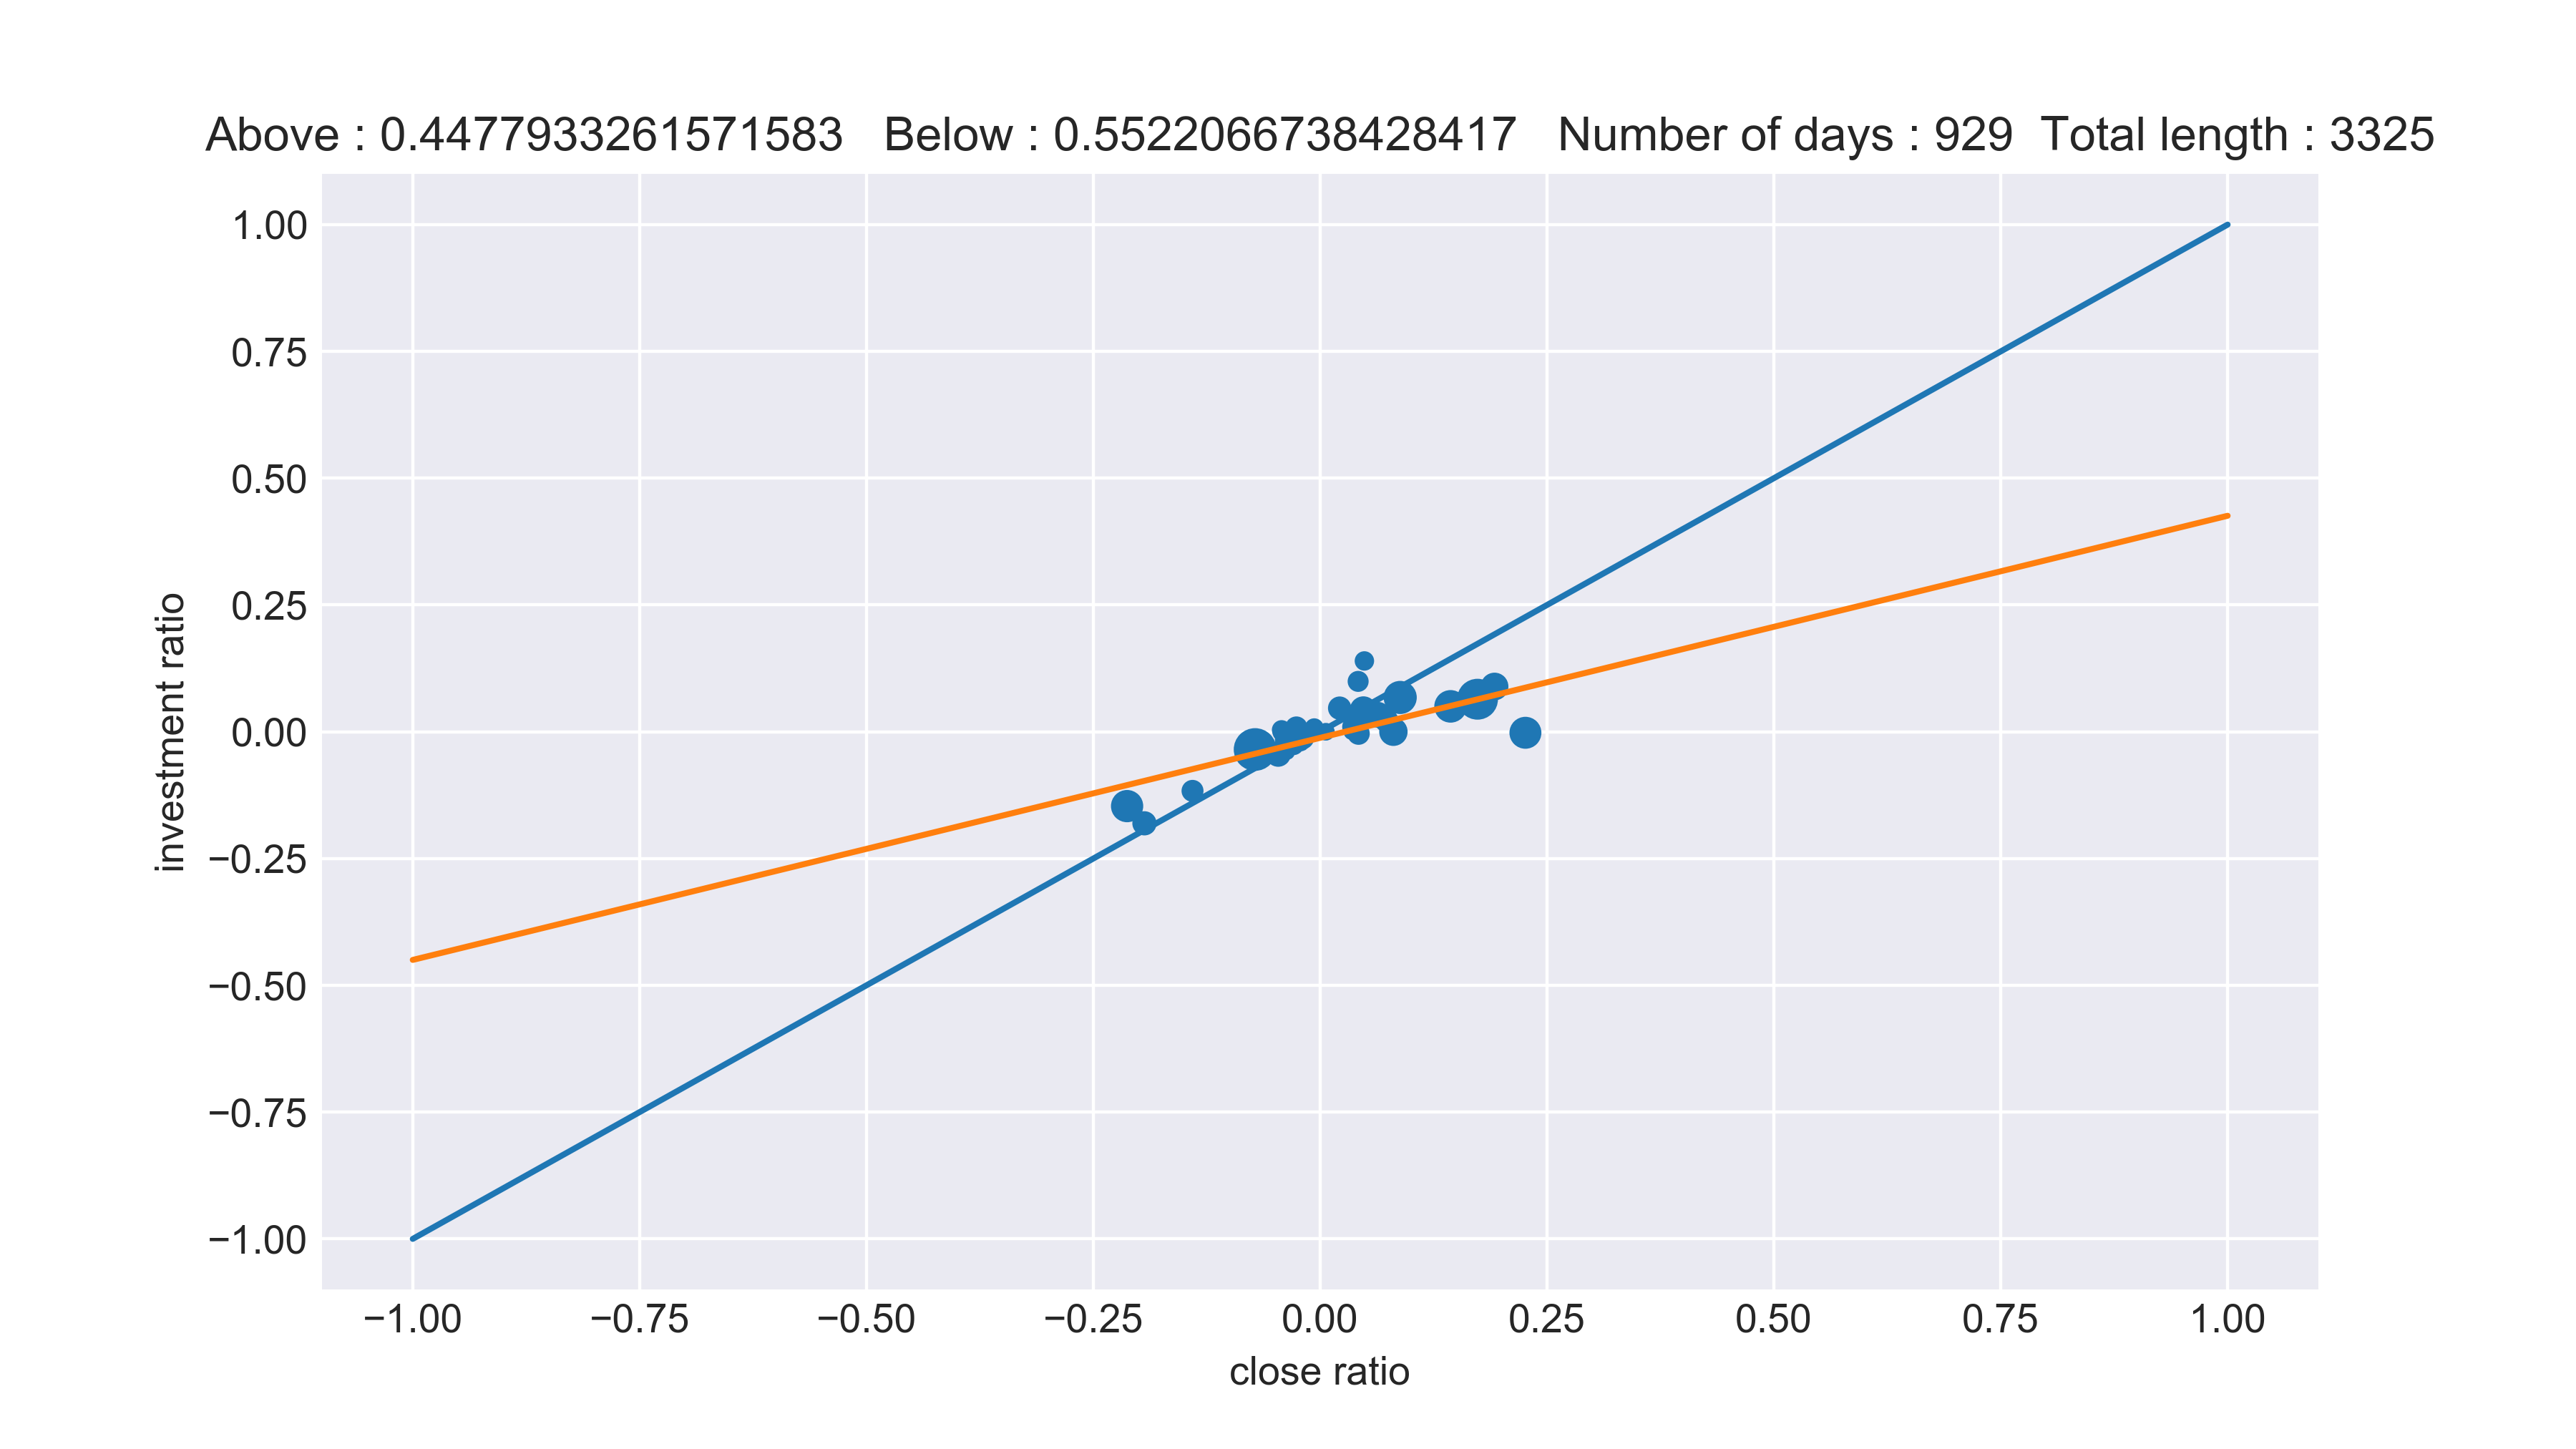 Above : 0.4477933261571583 Below : 0.5522066738428417 Number of days : 929 Total length : 3325
1.00
0.75
0.50
0.25
0.00
−0.25
−0.50
−0.75
−1.00
investment ratio
−1.00 −0.75 −0.50 −0.25 0.00 0.25 0.50 0.75 1.00
close ratio